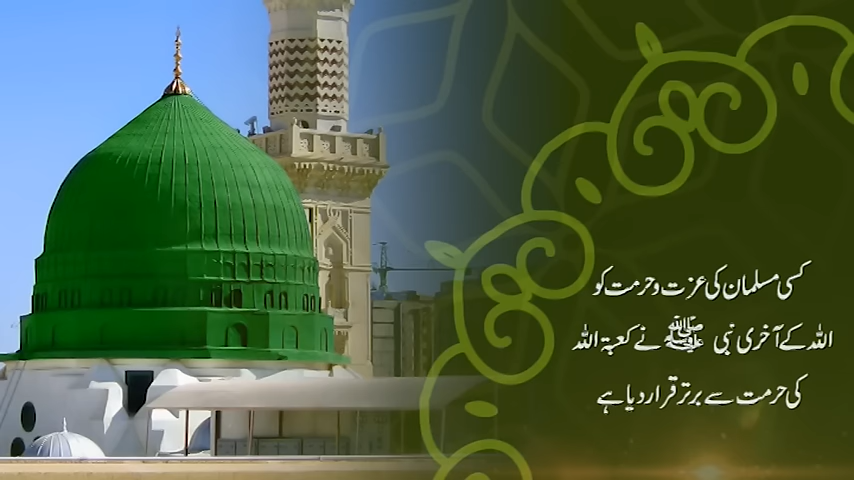 کسی مسلمان کی عزت و حرمت کو
اللہ کے آخری نبی ﷺ نے کعبۃ اللہ
کی حرمت سے برتر قرار دیا ہے